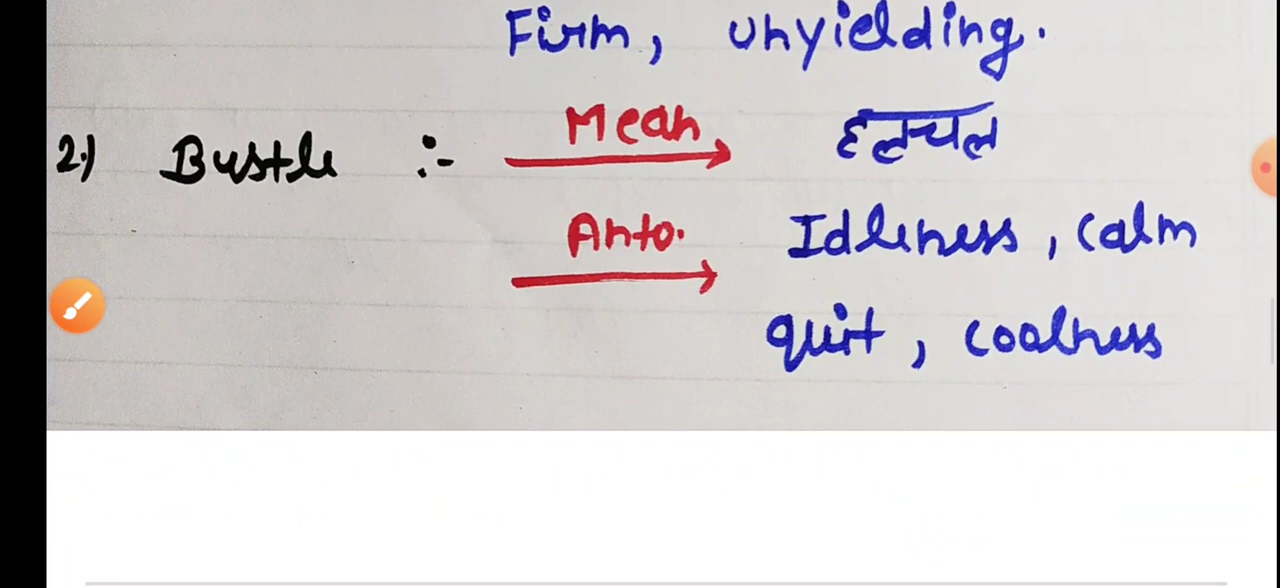 Firm, unyielding.
2.) Bustle :- Mean हलचल
Anto. Idleness, calm
quit, coolness